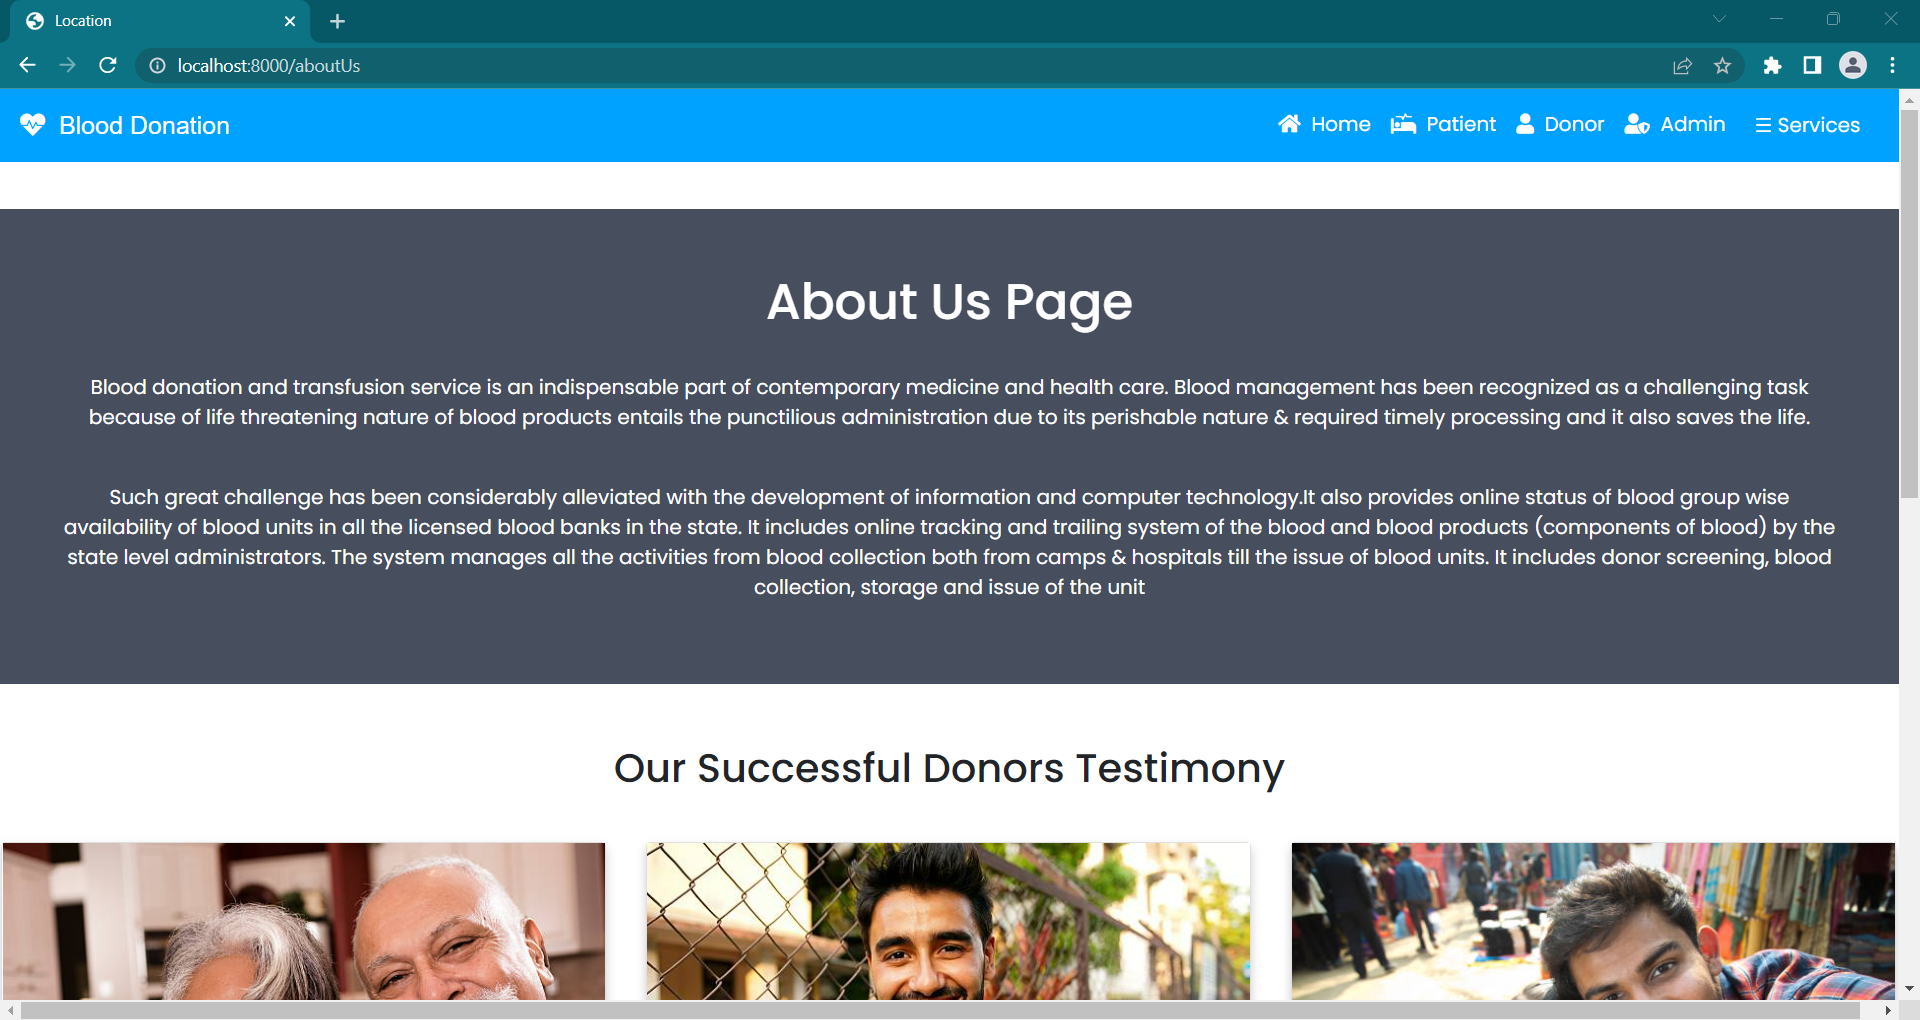 Location
localhost:8000/aboutUs
Blood Donation
Home Patient Donor Admin Services
About Us Page
Blood donation and transfusion service is an indispensable part of contemporary medicine and health care. Blood management has been recognized as a challenging task
because of life threatening nature of blood products entails the punctilious administration due to its perishable nature & required timely processing and it also saves the life.
Such great challenge has been considerably alleviated with the development of information and computer technology.It also provides online status of blood group wise
availability of blood units in all the licensed blood banks in the state. It includes online tracking and trailing system of the blood and blood products (components of blood) by the
state level administrators. The system manages all the activities from blood collection both from camps & hospitals till the issue of blood units. It includes donor screening, blood
collection, storage and issue of the unit
Our Successful Donors Testimony